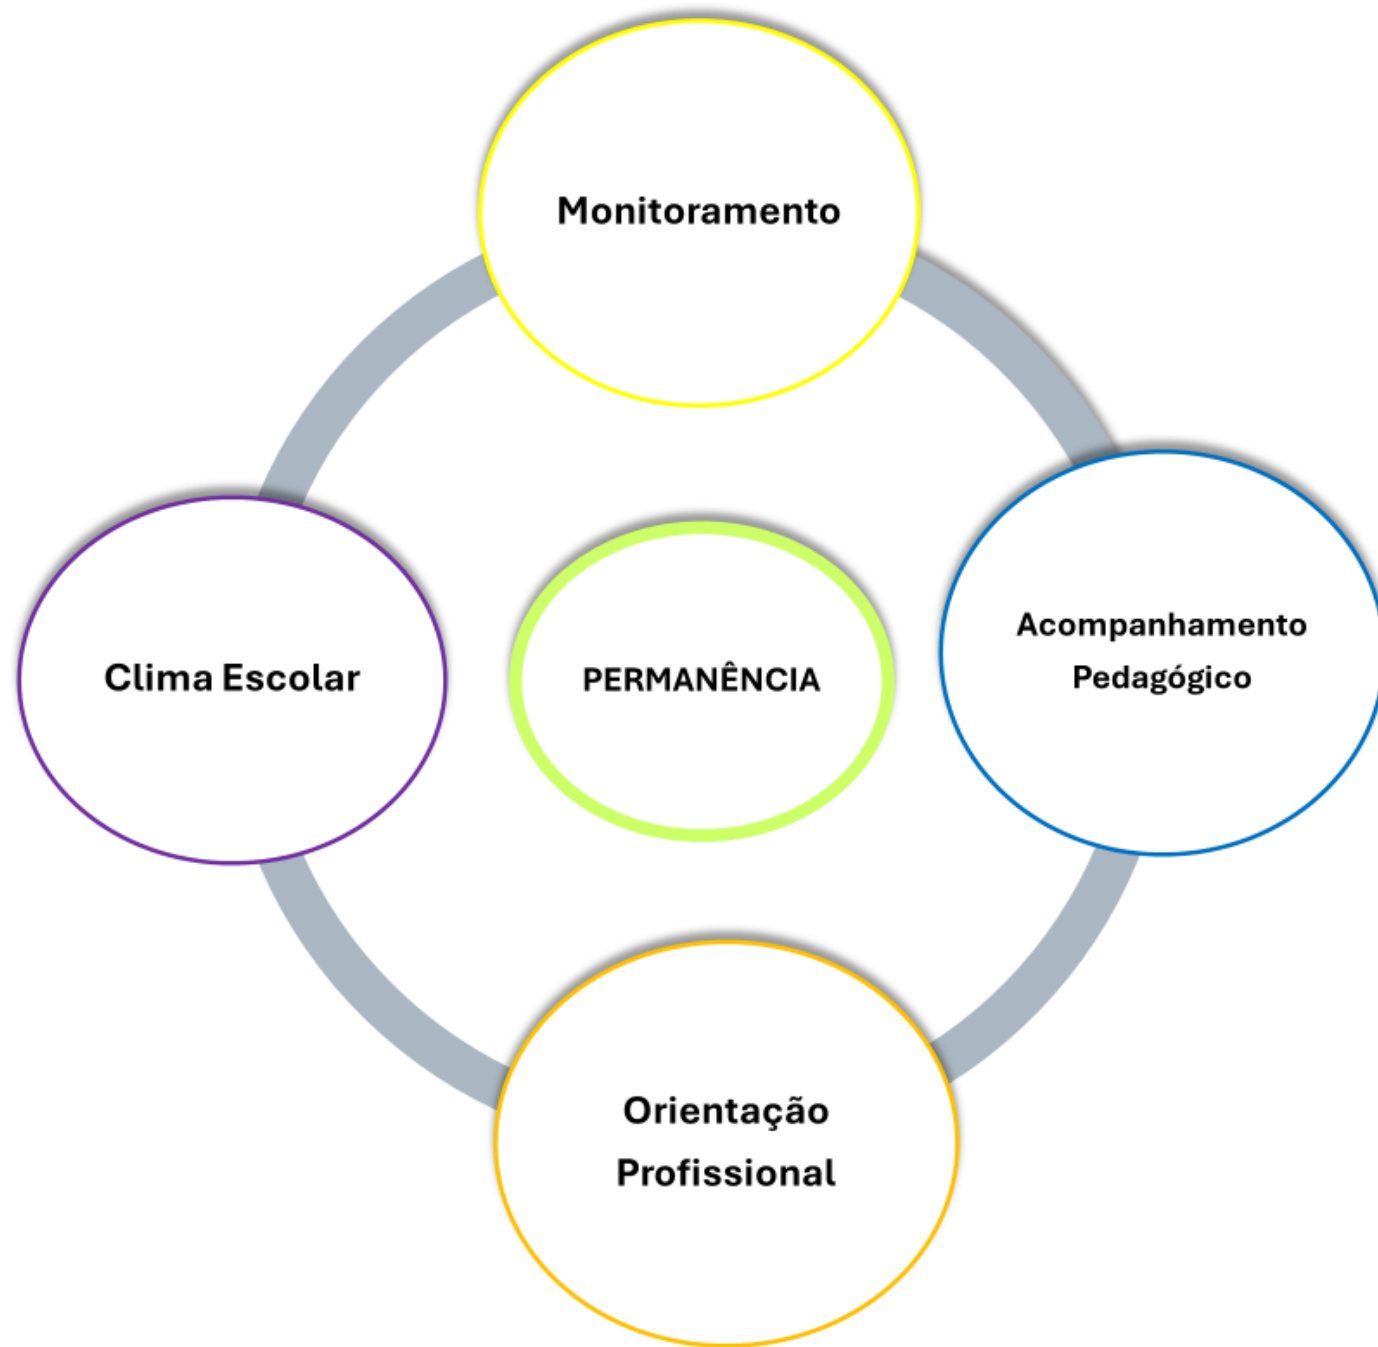 Monitoramento
Acompanhamento
Pedagógico
Clima Escolar
PERMANÊNCIA
Orientação
Profissional